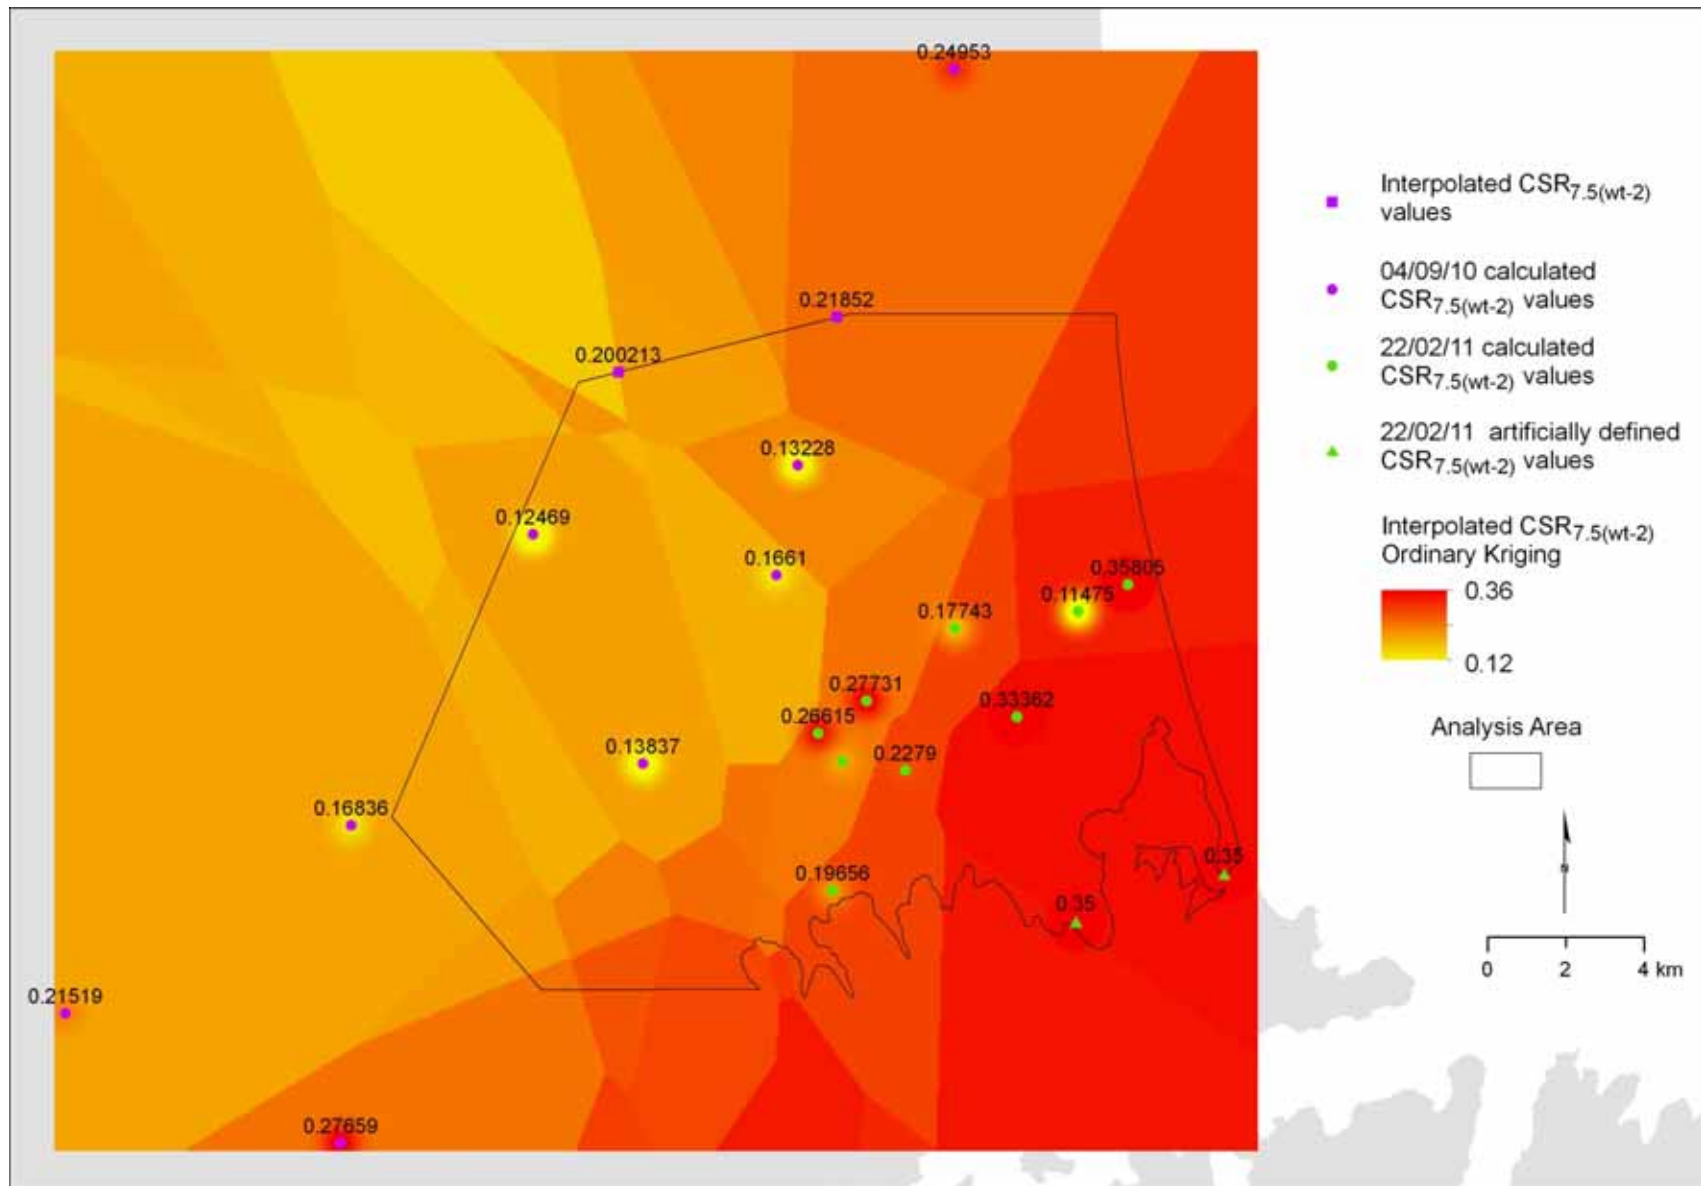 0.24953
0.21852
0.200213
0.13228
0.12469
0.1661
0.35805
0.11475
0.17743
0.27731
0.33362
0.26615
0.2279
0.13837
0.16836
0.19656
0.35
0.35
0.21519
0.27659
Interpolated CSR7.5(wt-2)
values
04/09/10 calculated
CSR7.5(wt-2) values
22/02/11 calculated
CSR7.5(wt-2) values
22/02/11 artificially defined
CSR7.5(wt-2) values
Interpolated CSR7.5(wt-2)
Ordinary Kriging
0.36
0.12
Analysis Area
0 2 4 km